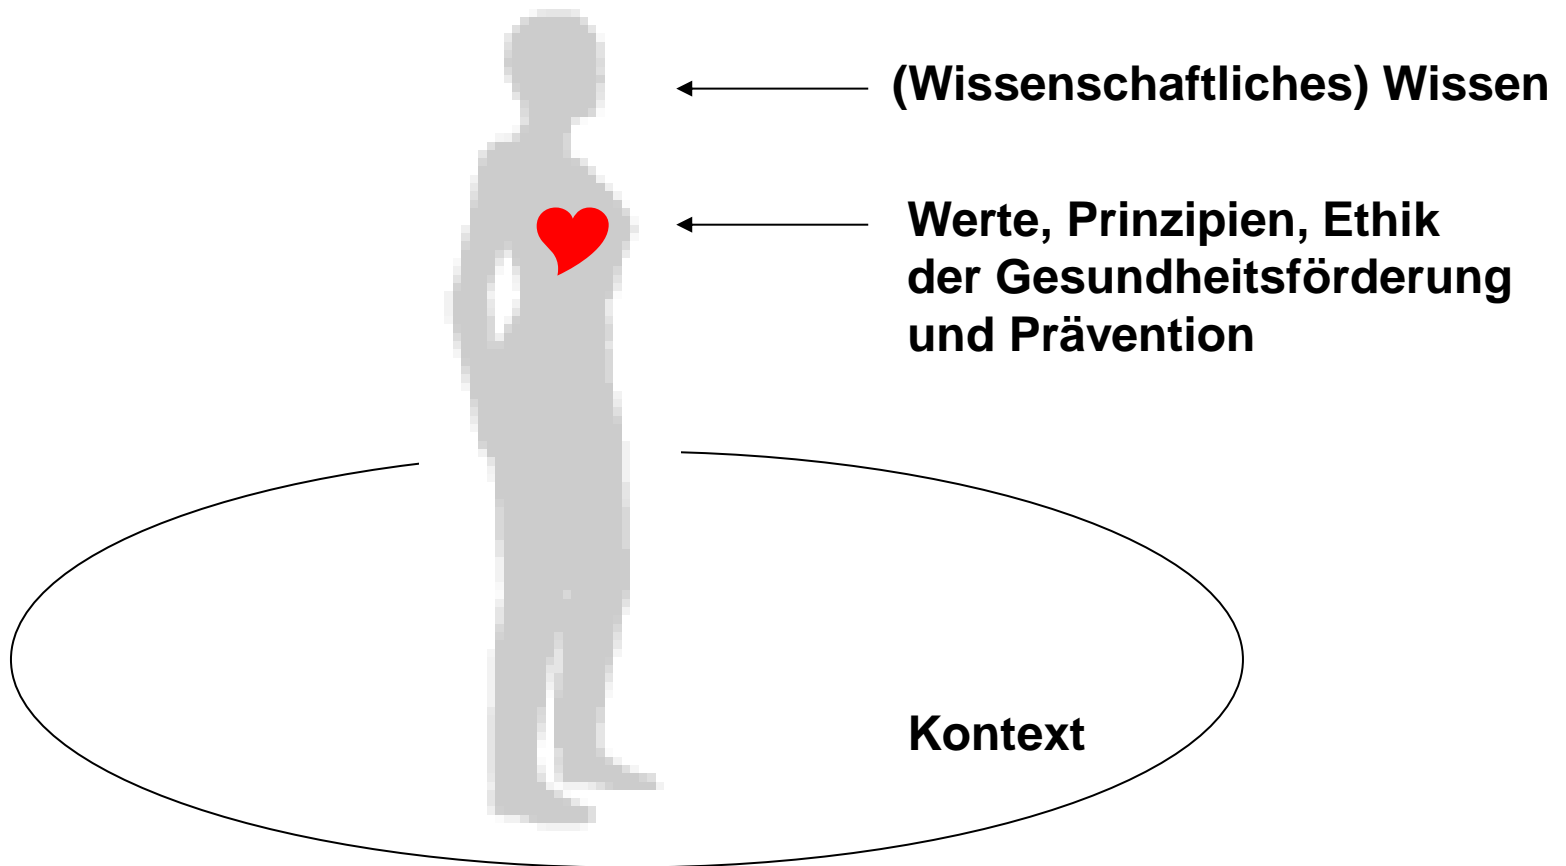 (Wissenschaftliches) Wissen
Werte, Prinzipien, Ethik
der Gesundheitsförderung
und Prävention
Kontext